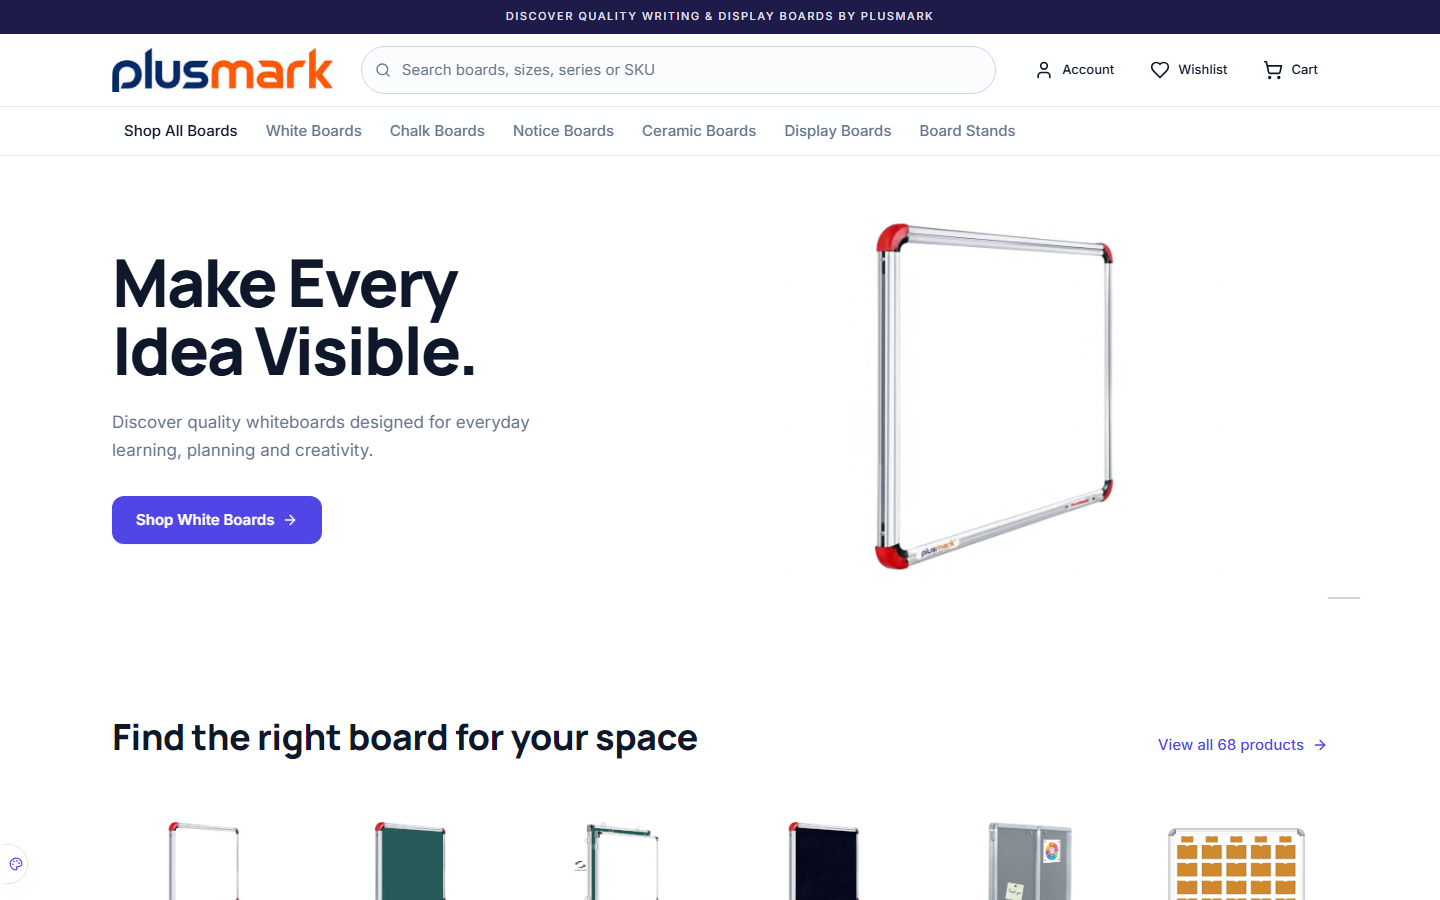 DISCOVER QUALITY WRITING & DISPLAY BOARDS BY PLUSMARK
plusmark
Search boards, sizes, series or SKU
Account
Wishlist
Cart
Shop All Boards
White Boards
Chalk Boards
Notice Boards
Ceramic Boards
Display Boards
Board Stands
Make Every
Idea Visible.
Discover quality whiteboards designed for everyday
learning, planning and creativity.
Shop White Boards
plusmark
Find the right board for your space
View all 68 products